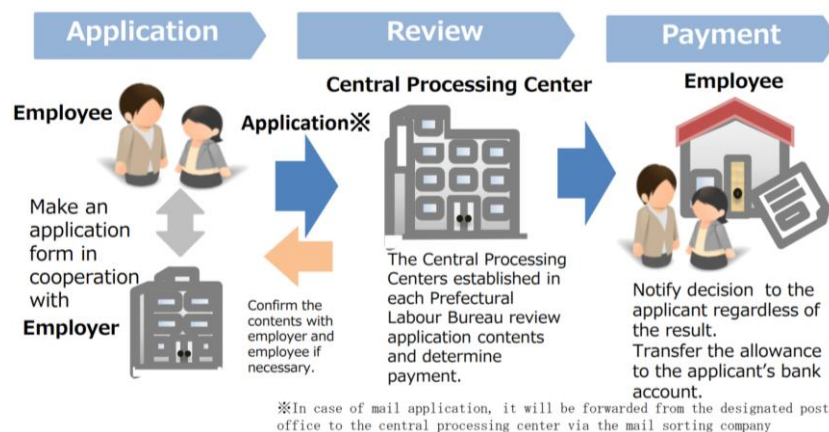 Application
Review
Payment
Employee
Make an
application
form in
cooperation
with
Employer
Application※
Confirm the
contents with
employer and
employee if
necessary.
Central Processing Center
The Central Processing
Centers established in
each Prefectural
Labour Bureau review
application contents
and determine
payment.
Employee
Notify decision to the
applicant regardless of
the result.
Transfer the allowance
to the applicant's bank
account.
※In case of mail application, it will be forwarded from the designated post
office to the central processing center via the mail sorting company